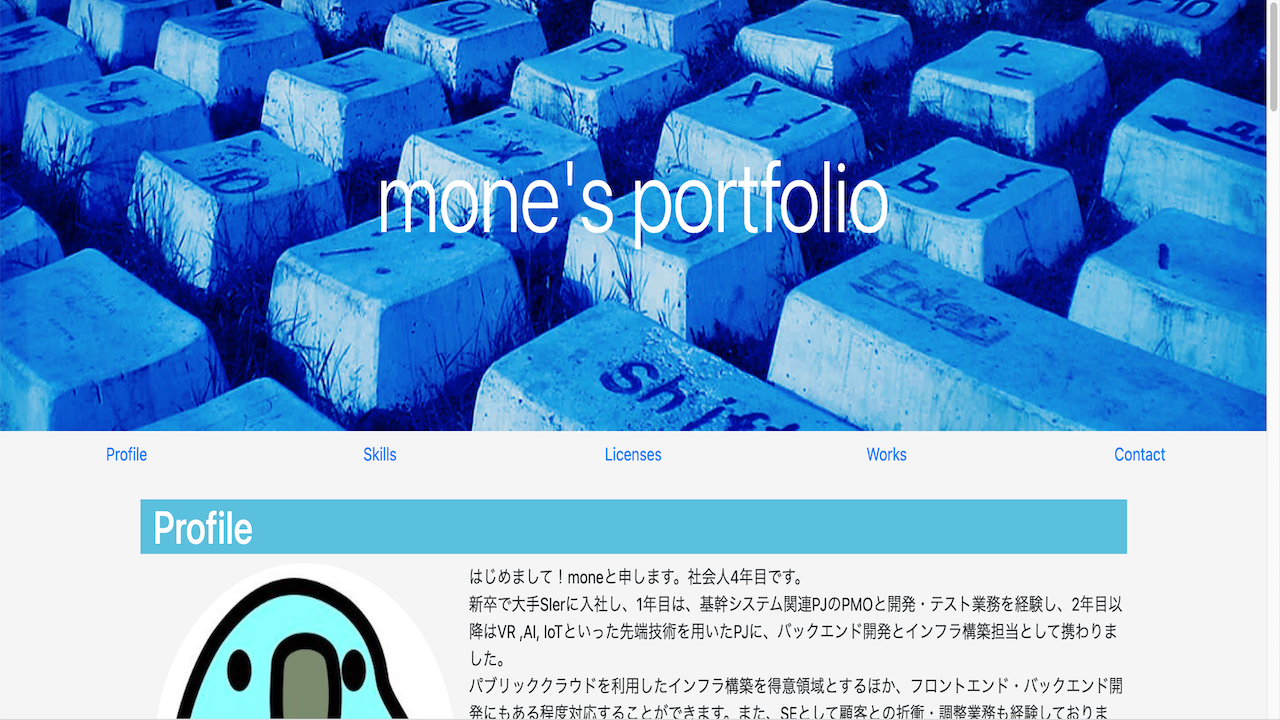 F10
+ =
P З
X ] }
Ъ [ {
mone's portfolio
Enter
Shift
Profile Skills Licenses Works Contact
Profile
はじめまして！moneと申します。社会人4年目です。
新卒で大手SIerに入社し、1年目は、基幹システム関連PJのPMOと開発・テスト業務を経験し、2年目以
降はVR ,AI, IoTといった先端技術を用いたPJに、バックエンド開発とインフラ構築担当として携わりま
した。
パブリッククラウドを利用したインフラ構築を得意領域とするほか、フロントエンド・バックエンド開
発にもある程度対応することができます。また、SEとして顧客との折衝・調整業務も経験しておりま